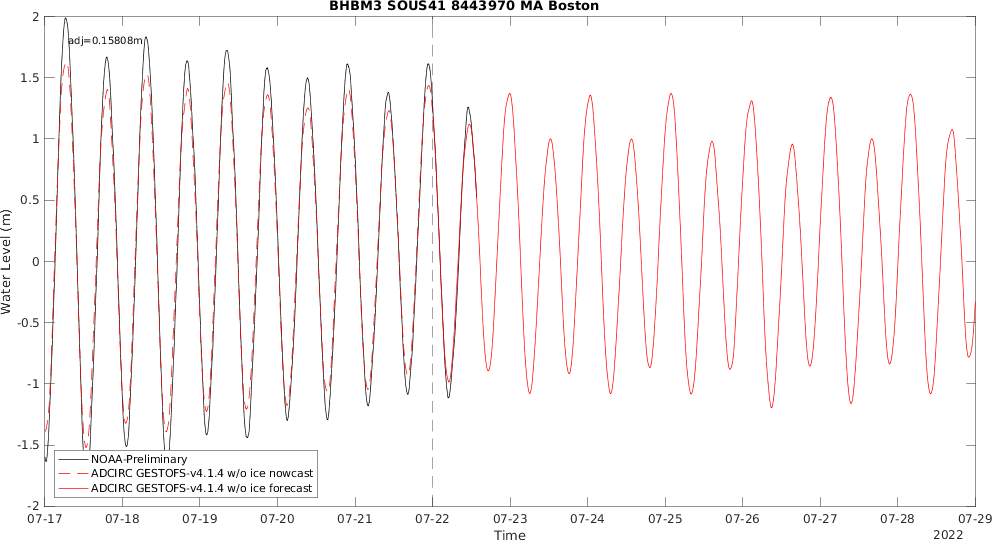 BHBM3 SOUS41 8443970 MA Boston
adj=0.15808m
2
1.5
1
0.5
0
-0.5
-1
-1.5
-2
Water Level (m)
NOAA-Preliminary
ADCIRC GESTOFS-v4.1.4 w/o ice nowcast
ADCIRC GESTOFS-v4.1.4 w/o ice forecast
07-17 07-18 07-19 07-20 07-21 07-22 07-23 07-24 07-25 07-26 07-27 07-28 07-29
Time
2022